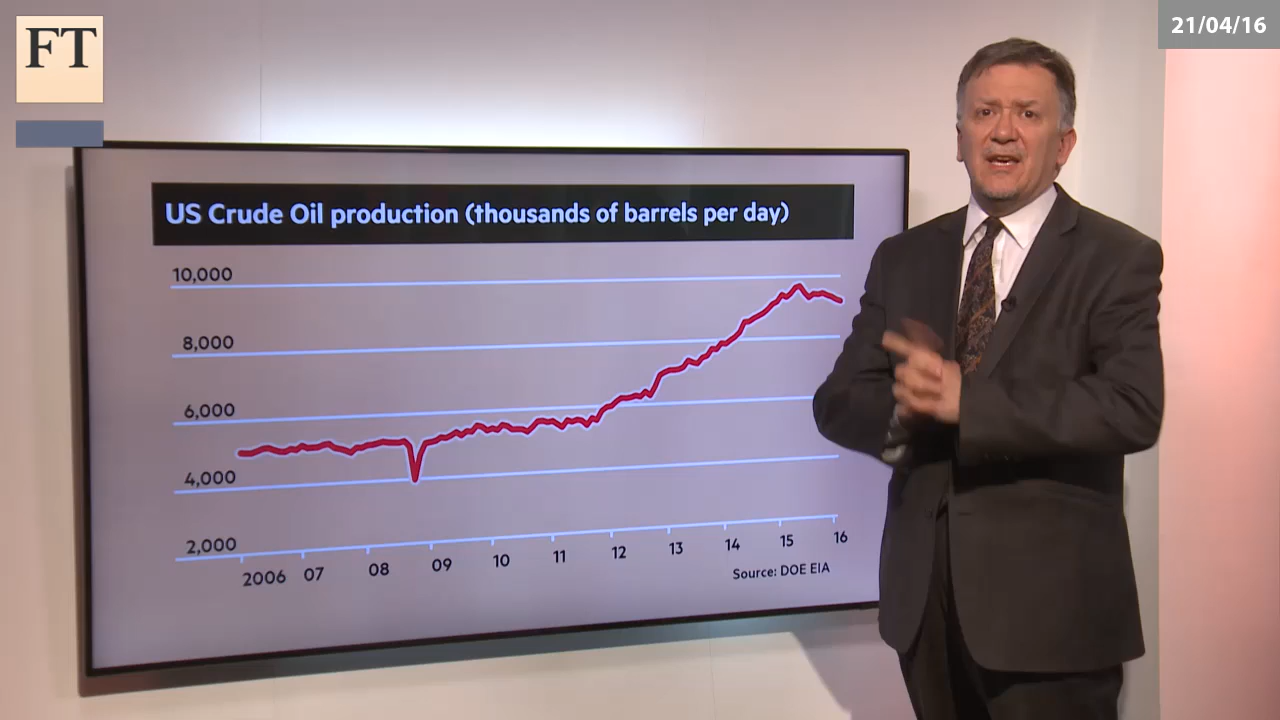 FT
21/04/16
US Crude Oil production (thousands of barrels per day)
10,000
8,000
6,000
4,000
2,000
2006 07 08 09 10 11 12 13 14 15 16
Source: DOE EIA